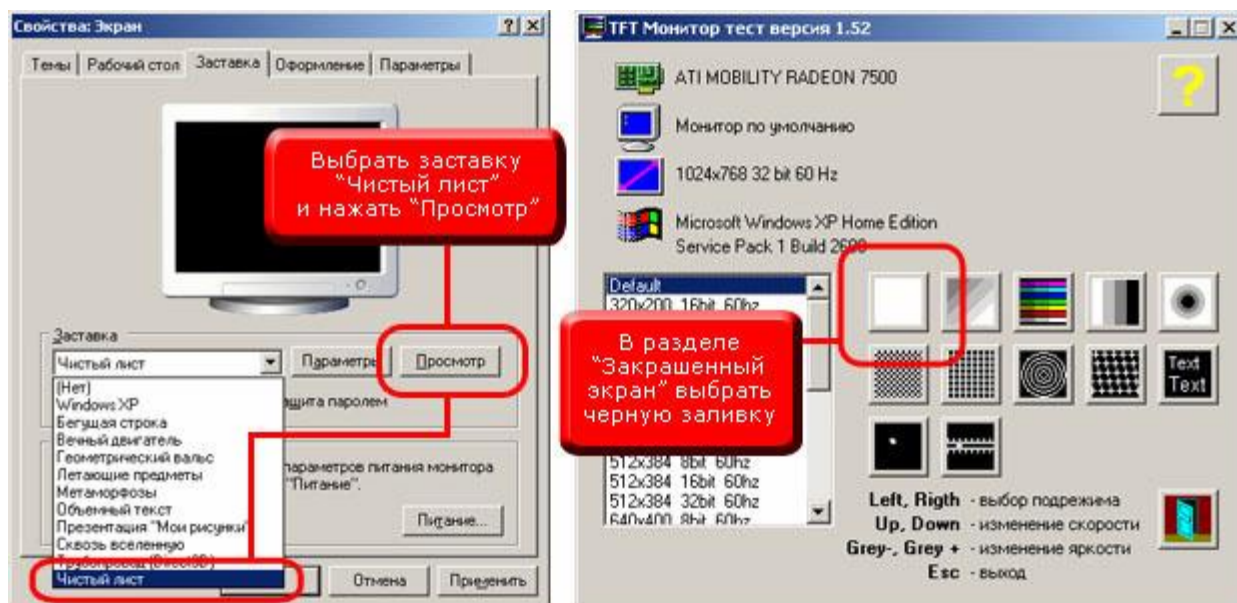 Свойства: Экран
Темы
Рабочий стол
Заставка
Оформление
Параметры
Выбрать заставку
"Чистый лист"
и нажать "Просмотр"
Заставка
Чистый лист
Параметры
Просмотр
(Нет)
Windows XP
Бегущая строка
Вечный двигатель
Геометрический вальс
Летающие предметы
Метаморфозы
Объемный текст
Презентация "Мои рисунки"
Сквозь вселенную
Трубопровод (Direct3D)
Чистый лист
паролем
параметров питания монитора
"Питание".
Питание...
Отмена
Применить
TFT Монитор тест версия 1.52
ATI MOBILITY RADEON 7500
Монитор по умолчанию
1024x768 32 bit 60 Hz
Microsoft Windows XP Home Edition
Service Pack 1 Build 2600
Default
320x200 16bit 60hz
В разделе
"Закрашенный
экран" выбрать
черную заливку
512x384 8bit 60hz
512x384 16bit 60hz
512x384 32bit 60hz
640x400 8bit 60hz
Text
Text
Left, Rigth - выбор подрежима
Up, Down - изменение скорости
Grey-, Grey + - изменение яркости
Esc - выход